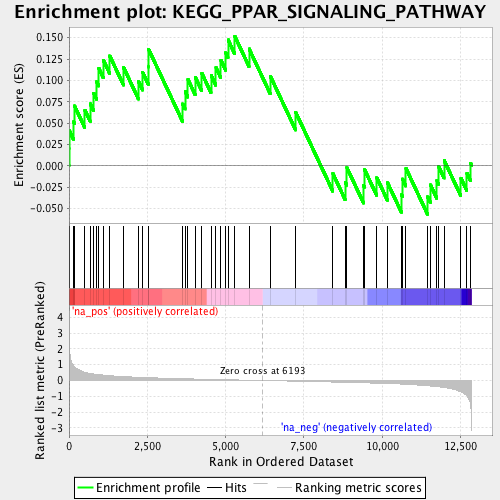 Enrichment plot: KEGG_PPAR_SIGNALING_PATHWAY
Enrichment score (ES)
0.150
0.125
0.100
0.075
0.050
0.025
0.000
-0.025
-0.050
'na_pos' (positively correlated)
Ranked list metric (PreRanked)
4
3
2
1
0
-1
-2
-3
Zero cross at 6193
'na_neg' (negatively correlated)
0
2,500
5,000
7,500
10,000
12,500
Rank in Ordered Dataset
Enrichment profile
Hits
Ranking metric scores